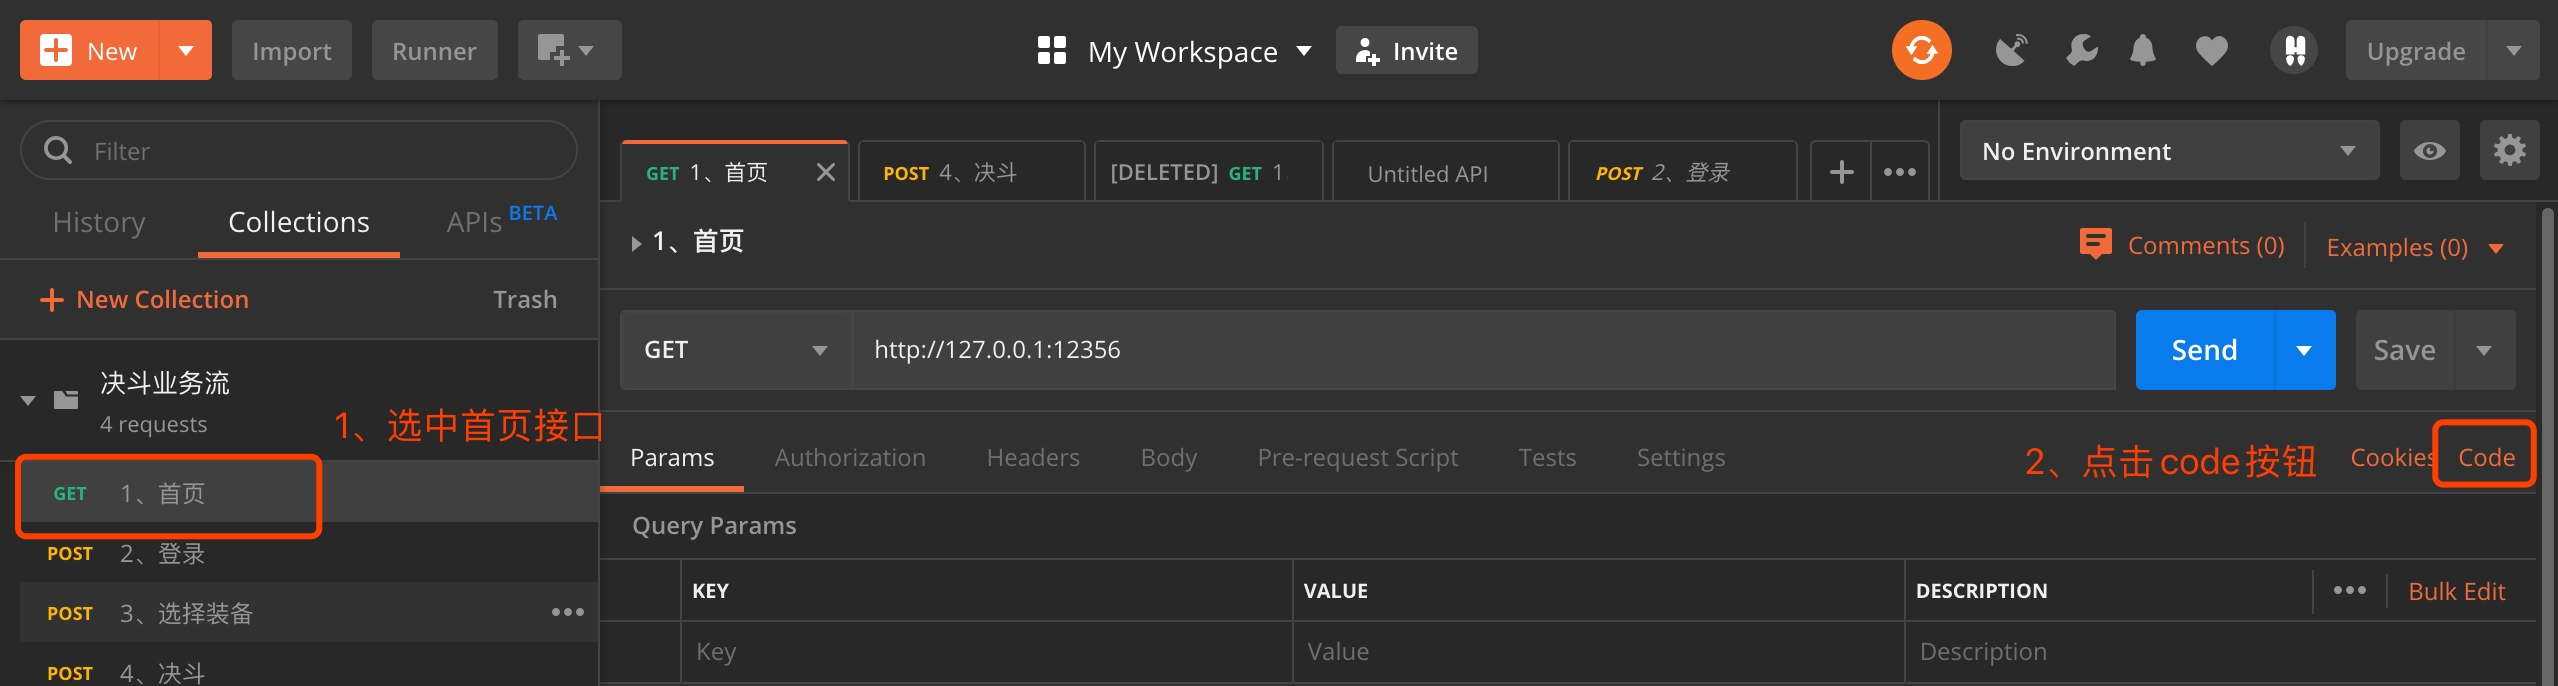 New
Import
Runner
My Workspace
Invite
Upgrade
Filter
History
Collections
APIs BETA
New Collection
Trash
决斗业务流
4 requests
1、选中首页接口
GET 1、首页
POST 2、登录
POST 3、选择装备
POST 4、决斗
GET 1、首页
POST 4、决斗
[DELETED] GET 1
Untitled API
POST 2、登录
No Environment
1、首页
Comments (0)
Examples (0)
GET
http://127.0.0.1:12356
Send
Save
Params
Authorization
Headers
Body
Pre-request Script
Tests
Settings
2、点击code按钮
Cookies
Code
Query Params
KEY
VALUE
DESCRIPTION
Bulk Edit
Key
Value
Description